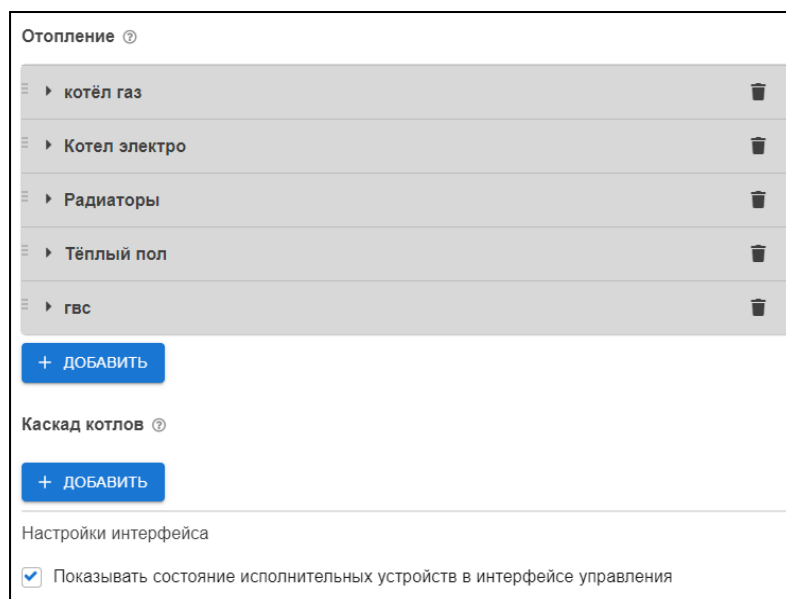 Отопление
котёл газ
Котел электро
Радиаторы
Тёплый пол
гвс
+ ДОБАВИТЬ
Каскад котлов
+ ДОБАВИТЬ
Настройки интерфейса
Показывать состояние исполнительных устройств в интерфейсе управления